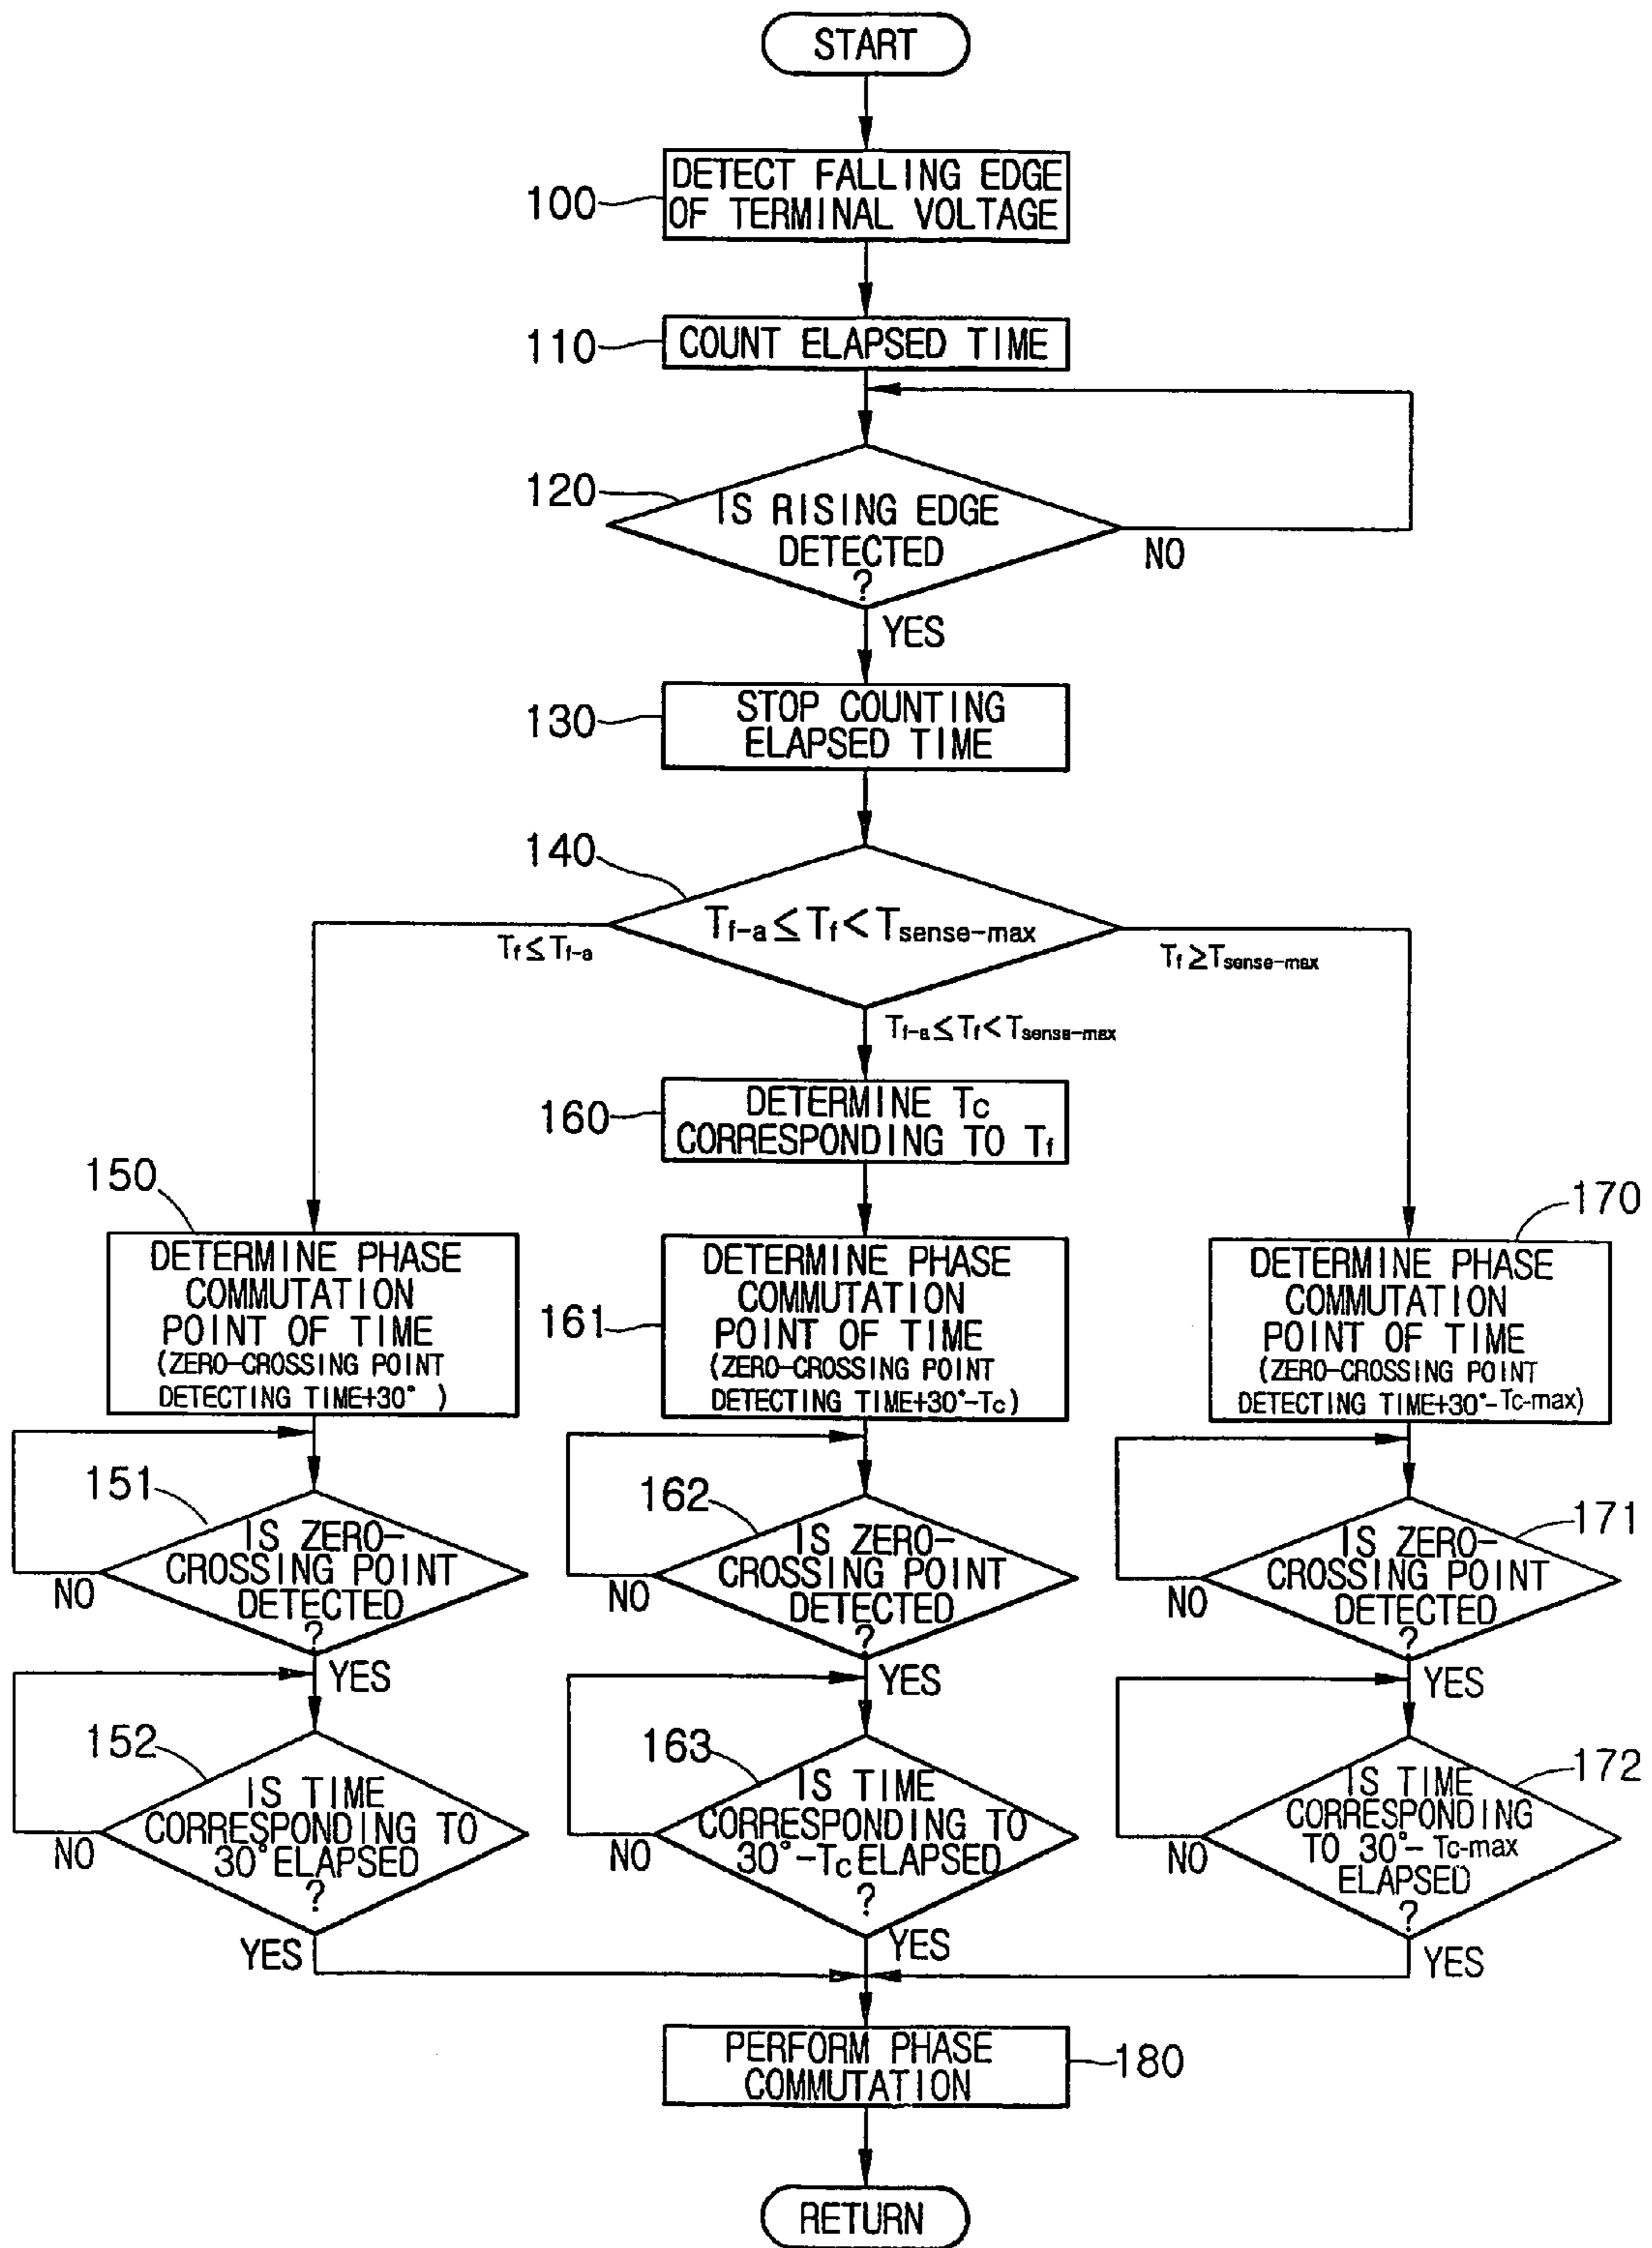 START
100
DETECT FALLING EDGE
OF TERMINAL VOLTAGE
110
COUNT ELAPSED TIME
120
IS RISING EDGE
DETECTED
?
NO
YES
130
STOP COUNTING
ELAPSED TIME
140
Tf-a≤Tf<Tsense-max
Tf≤Tf-a
Tf≥Tsense-max
Tf-a≤Tf<Tsense-max
160
DETERMINE Tc
CORRESPONDING TO Tf
150
DETERMINE PHASE
COMMUTATION
POINT OF TIME
(ZERO-CROSSING POINT
DETECTING TIME+30° )
161
DETERMINE PHASE
COMMUTATION
POINT OF TIME
(ZERO-CROSSING POINT
DETECTING TIME+30°-Tc)
170
DETERMINE PHASE
COMMUTATION
POINT OF TIME
(ZERO-CROSSING POINT
DETECTING TIME+30°-Tc-max)
151
IS ZERO-
CROSSING POINT
DETECTED
?
NO
YES
162
IS ZERO-
CROSSING POINT
DETECTED
?
NO
YES
171
IS ZERO-
CROSSING POINT
DETECTED
?
NO
YES
152
IS TIME
CORRESPONDING TO
30°ELAPSED
?
NO
YES
163
IS TIME
CORRESPONDING TO
30°-Tc ELAPSED
?
NO
YES
172
IS TIME
CORRESPONDING
TO 30°-Tc-max
ELAPSED
?
NO
YES
PERFORM PHASE
COMMUTATION
180
RETURN